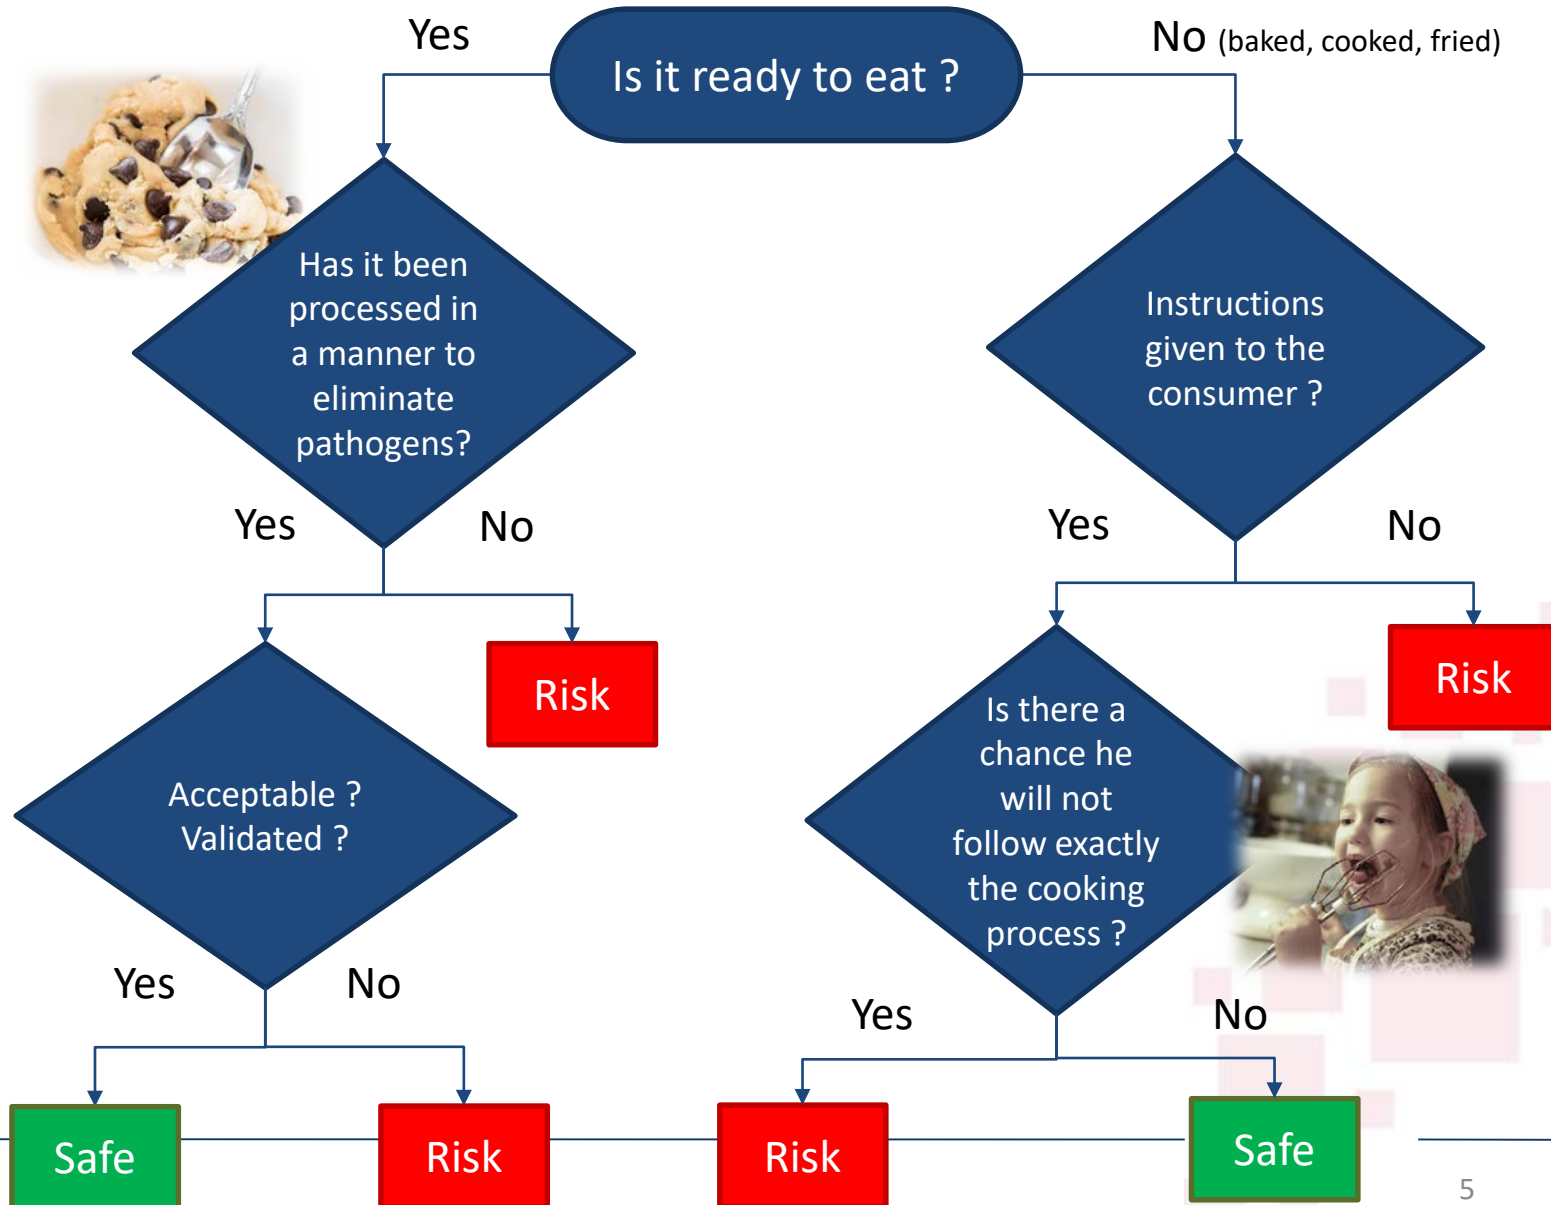 Yes
Is it ready to eat ?
No (baked, cooked, fried)
Has it been
processed in
a manner to
eliminate
pathogens?
Instructions
given to the
consumer ?
Yes
No
Yes
No
Risk
Risk
Acceptable ?
Validated ?
Is there a
chance he
will not
follow exactly
the cooking
process ?
Yes
No
Yes
No
Safe
Risk
Risk
Safe
5